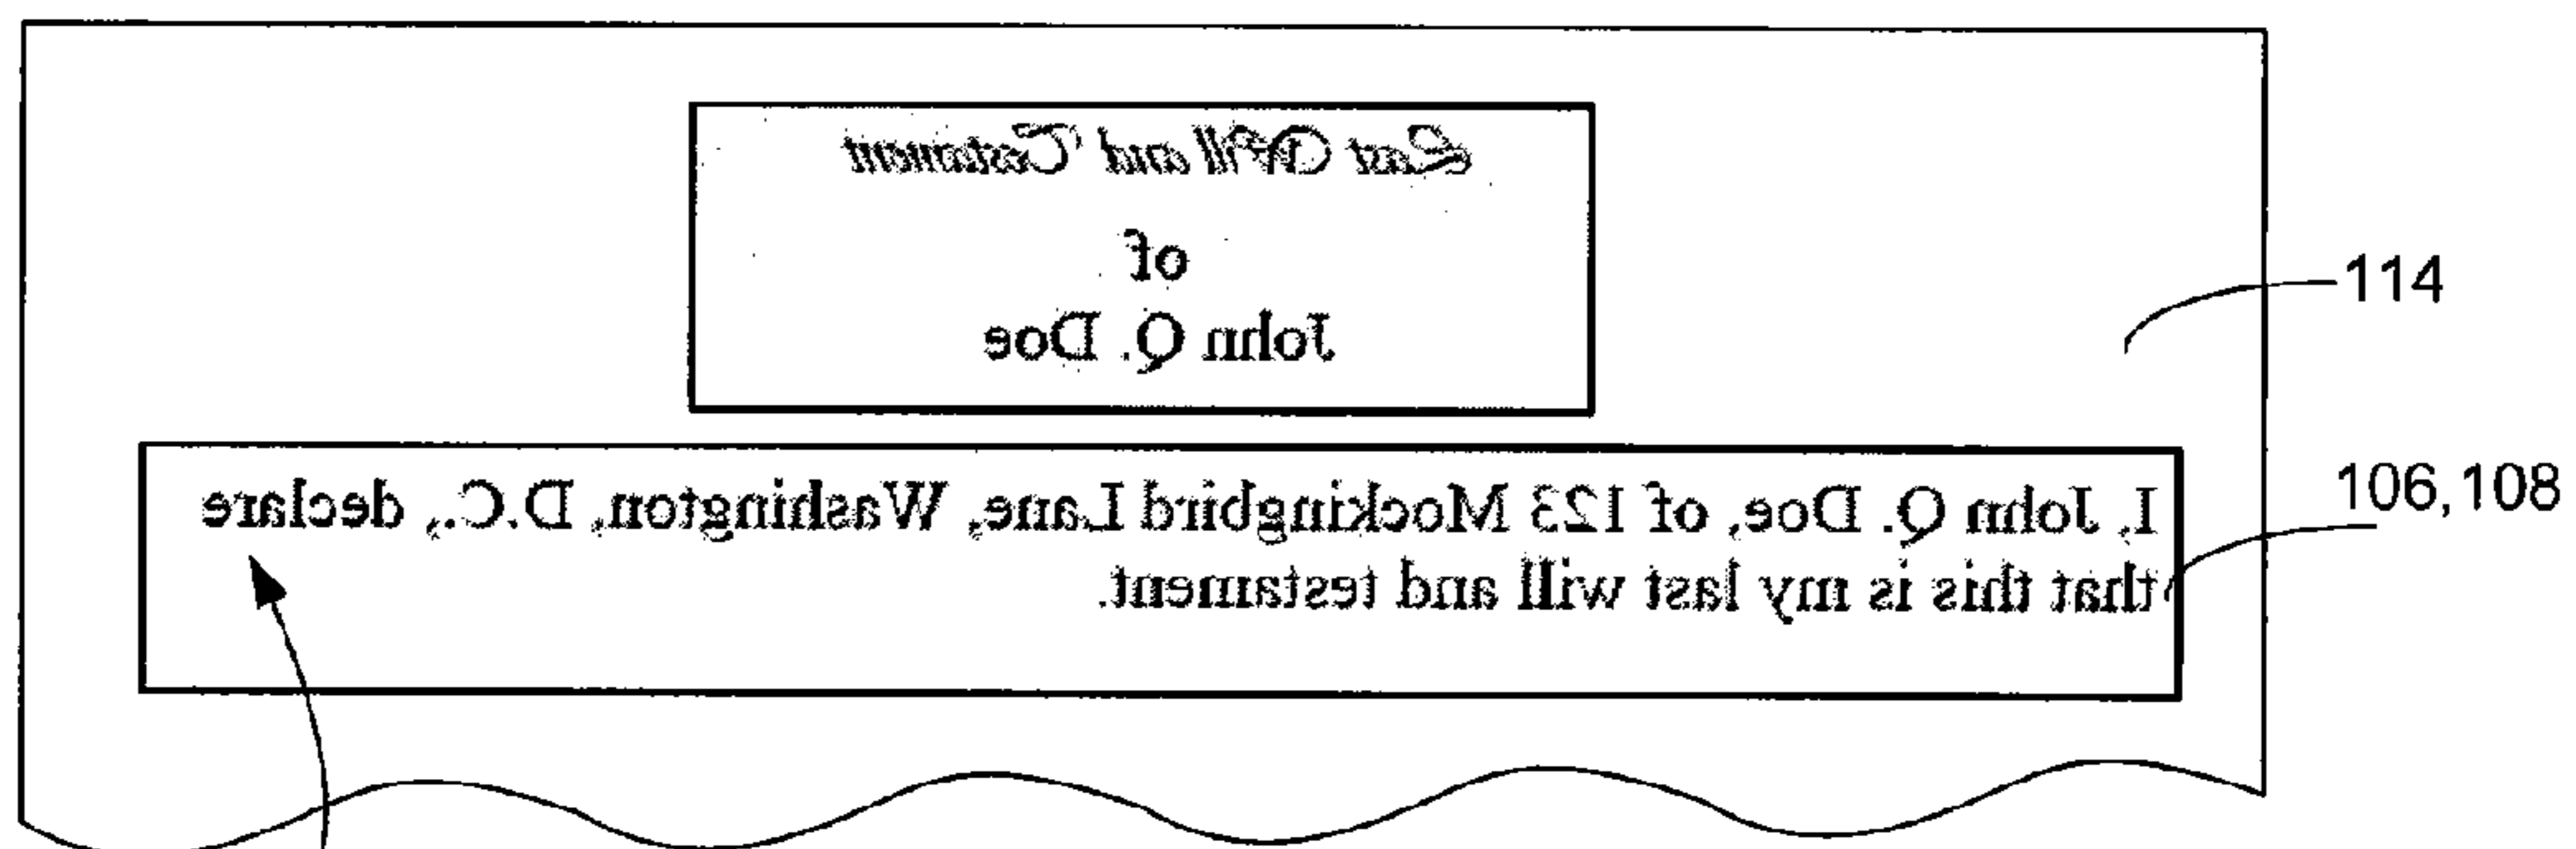 Last Will and Testament
of
John Q. Doe
114
I, John Q. Doe, of 123 Mockingbird Lane, Washington, D.C., declare
that this is my last will and testament.
106,108